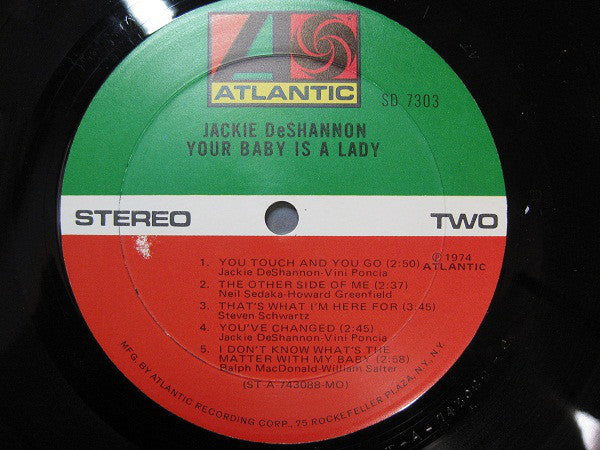 ATLANTIC
SD 7303
JACKIE DeSHANNON
YOUR BABY IS A LADY
STEREO
TWO
℗ 1974
ATLANTIC
1. YOU TOUCH AND YOU GO (2:50)
Jackie DeShannon-Vini Poncia
2. THE OTHER SIDE OF ME (2:37)
Neil Sedaka-Howard Greenfield
3. THAT'S WHAT I'M HERE FOR (3:45)
Steven Schwartz
4. YOU'VE CHANGED (2:45)
Jackie DeShannon-Vini Poncia
5. I DON'T KNOW WHAT'S THE
MATTER WITH MY BABY (2:58)
Ralph MacDonald-William Salter
(ST-A-743088-MO)
MFG. BY ATLANTIC RECORDING CORP., 75 ROCKEFELLER PLAZA, N.Y. N.Y.